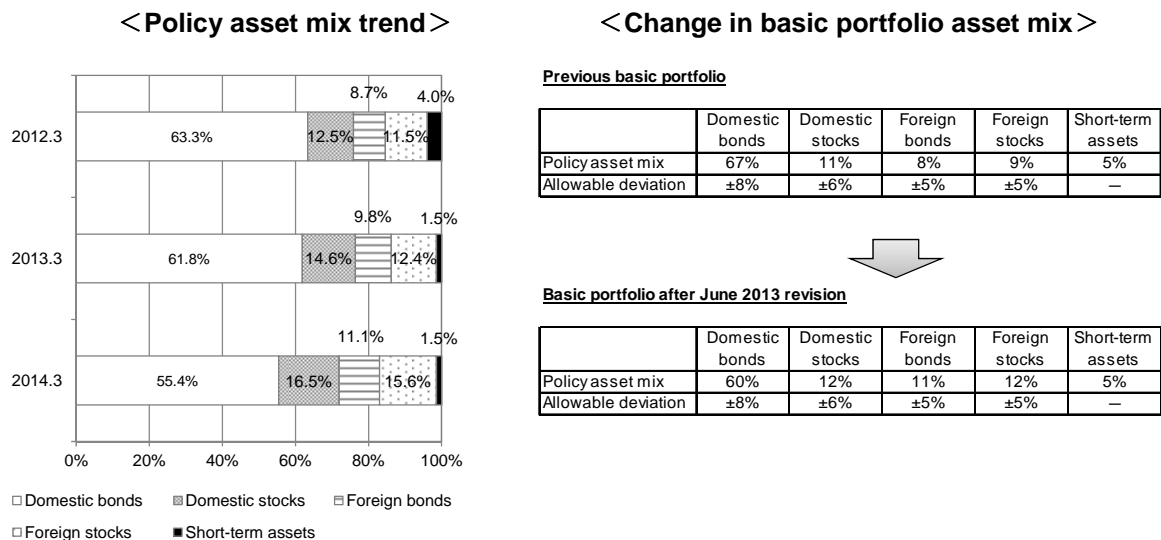 ＜Policy asset mix trend＞
8.7% 4.0%
2012.3 63.3% 12.5% 11.5%
9.8% 1.5%
2013.3 61.8% 14.6% 12.4%
11.1% 1.5%
2014.3 55.4% 16.5% 15.6%
0% 20% 40% 60% 80% 100%
Domestic bonds Domestic stocks Foreign bonds
Foreign stocks Short-term assets
＜Change in basic portfolio asset mix＞
Previous basic portfolio
Domestic bonds Domestic stocks Foreign bonds Foreign stocks Short-term assets
Policy asset mix 67% 11% 8% 9% 5%
Allowable deviation ±8% ±6% ±5% ±5% —
Basic portfolio after June 2013 revision
Domestic bonds Domestic stocks Foreign bonds Foreign stocks Short-term assets
Policy asset mix 60% 12% 11% 12% 5%
Allowable deviation ±8% ±6% ±5% ±5% —